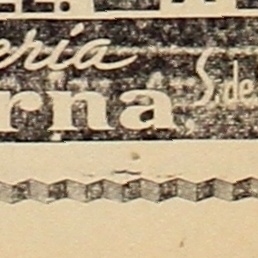 eria
rna. S. de